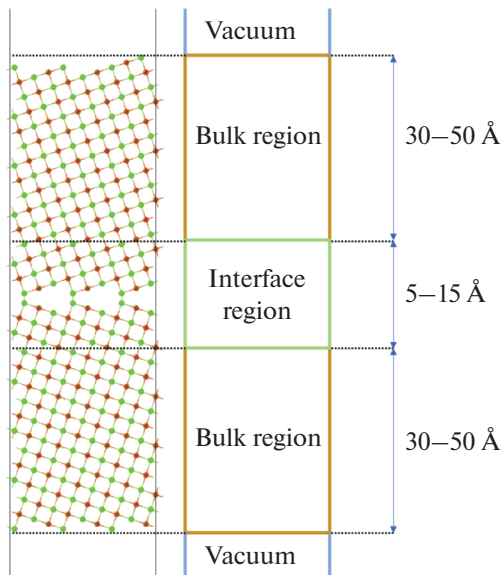 Vacuum
Bulk region
30–50 Å
Interface
region
5–15 Å
Bulk region
30–50 Å
Vacuum